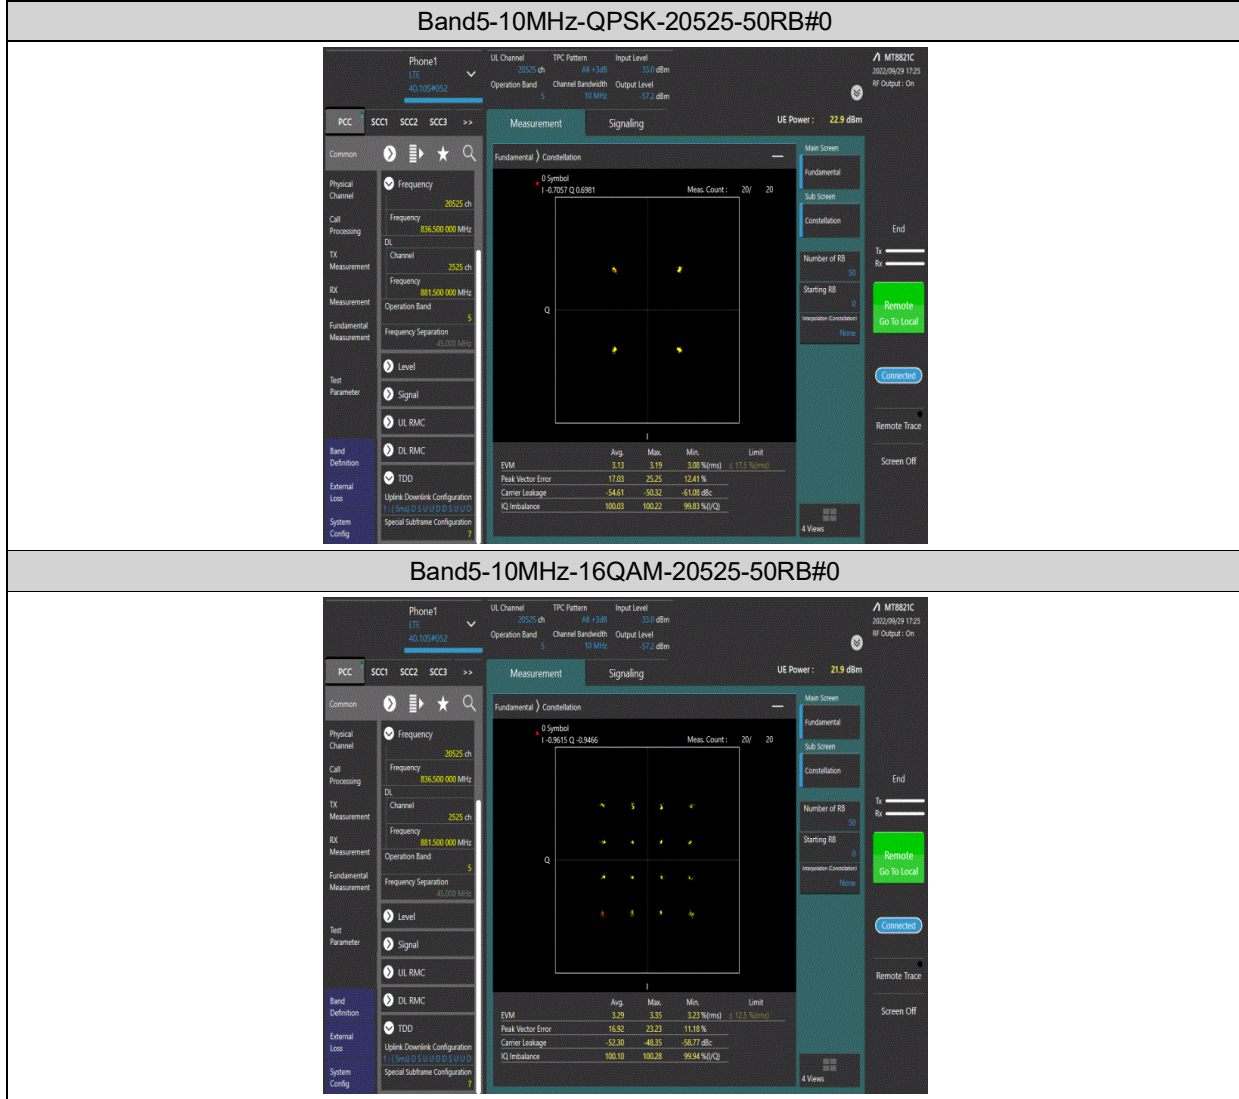 Band5-10MHz-QPSK-20525-50RB#0
Phone1
LTE
40.105#052
UL Channel TPC Pattern Input Level
20525 ch All +3dB 33.0 dBm
Operation Band Channel Bandwidth Output Level
5 10 MHz -57.2 dBm
MT8821C
2022/09/29 17:25
RF Output : On
PCC SCC1 SCC2 SCC3 >>
Measurement Signaling
UE Power : 22.9 dBm
Common
Physical
Channel
Call
Processing
TX
Measurement
RX
Measurement
Fundamental
Measurement
Test
Parameter
Band
Definition
External
Loss
System
Config
Frequency
20525 ch
Frequency
836.500 000 MHz
DL
Channel
2525 ch
Frequency
881.500 000 MHz
Operation Band
5
Frequency Separation
45.000 MHz
Level
Signal
UL RMC
DL RMC
TDD
Uplink Downlink Configuration
1 : (5ms) D S U U D D S U U D
Special Subframe Configuration
7
Fundamental 〉 Constellation
0 Symbol
I -0.7057 Q 0.6981
Meas. Count : 20/ 20
Q
I
Avg. Max. Min. Limit
EVM 3.13 3.19 3.08 %(rms) ≤ 17.5 %(rms)
Peak Vector Error 17.03 25.25 12.41 %
Carrier Leakage -54.61 -50.32 -61.08 dBc
IQ Imbalance 100.03 100.22 99.83 %(I/Q)
Main Screen
Fundamental
Sub Screen
Constellation
Number of RB
50
Starting RB
0
Interpolation (Constellation)
None
4 Views
End
Tx
Rx
Remote
Go To Local
Connected
Remote Trace
Screen Off
Band5-10MHz-16QAM-20525-50RB#0
Phone1
LTE
40.105#052
UL Channel TPC Pattern Input Level
20525 ch All +3dB 33.0 dBm
Operation Band Channel Bandwidth Output Level
5 10 MHz -57.2 dBm
MT8821C
2022/09/29 17:25
RF Output : On
PCC SCC1 SCC2 SCC3 >>
Measurement Signaling
UE Power : 21.9 dBm
Common
Physical
Channel
Call
Processing
TX
Measurement
RX
Measurement
Fundamental
Measurement
Test
Parameter
Band
Definition
External
Loss
System
Config
Frequency
20525 ch
Frequency
836.500 000 MHz
DL
Channel
2525 ch
Frequency
881.500 000 MHz
Operation Band
5
Frequency Separation
45.000 MHz
Level
Signal
UL RMC
DL RMC
TDD
Uplink Downlink Configuration
1 : (5ms) D S U U D D S U U D
Special Subframe Configuration
7
Fundamental 〉 Constellation
0 Symbol
I -0.9615 Q -0.9466
Meas. Count : 20/ 20
Q
I
Avg. Max. Min. Limit
EVM 3.29 3.35 3.23 %(rms) ≤ 12.5 %(rms)
Peak Vector Error 16.92 23.23 11.18 %
Carrier Leakage -52.30 -48.35 -58.77 dBc
IQ Imbalance 100.10 100.28 99.94 %(I/Q)
Main Screen
Fundamental
Sub Screen
Constellation
Number of RB
50
Starting RB
0
Interpolation (Constellation)
None
4 Views
End
Tx
Rx
Remote
Go To Local
Connected
Remote Trace
Screen Off